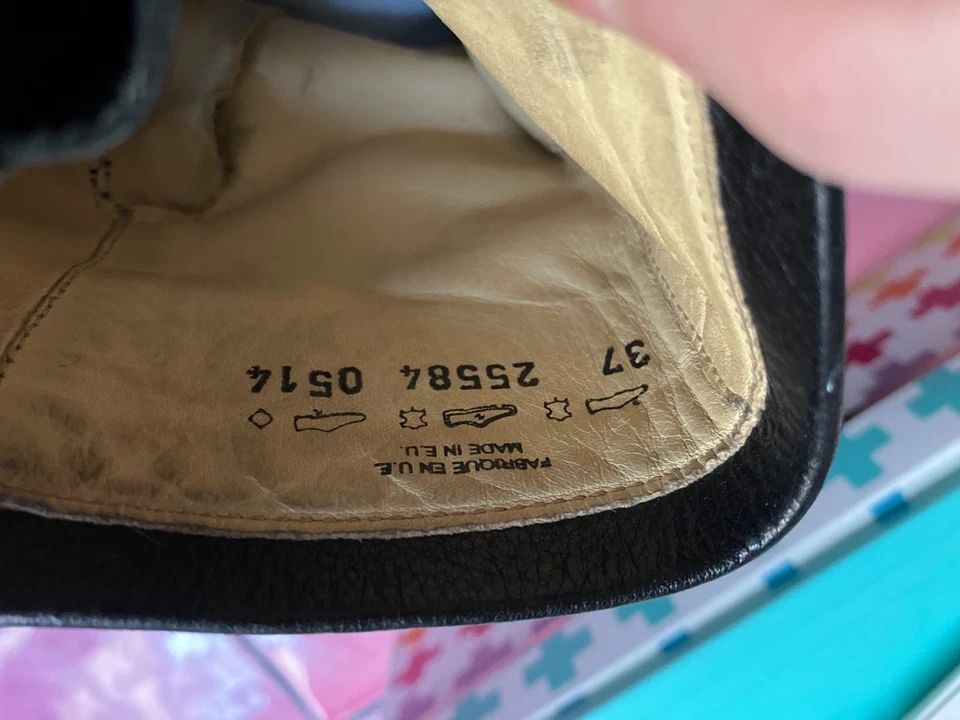 FABRIQUE EN U.E.
MADE IN E.U.
37 25584 0514